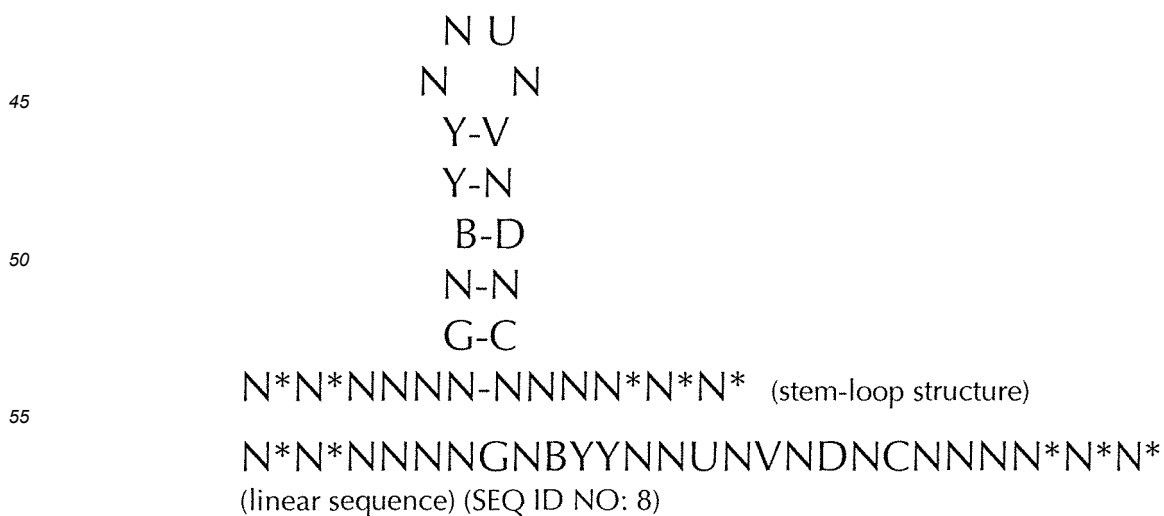 N U
N N
45
Y-V
Y-N
B-D
50
N-N
G-C
N*N*NNNN-NNNN*N*N* (stem-loop structure)
55
N*N*NNNNGNBYYNNUNVNDNCNNNN*N*N*
(linear sequence) (SEQ ID NO: 8)